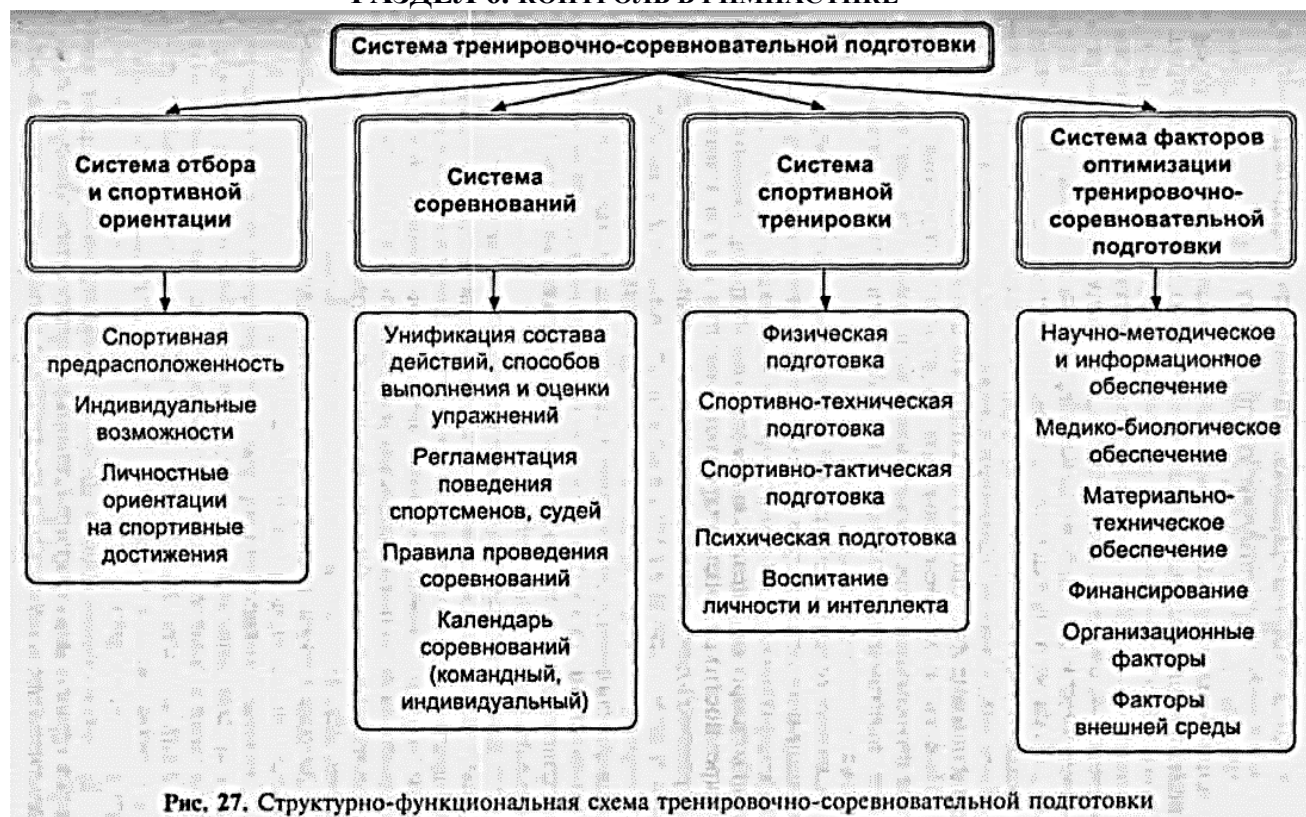 РАЗДЕЛ 6. КОНТРОЛЬ В ГИМНАСТИКЕ
Система тренировочно-соревновательной подготовки
Система отбора
и спортивной
ориентации
Спортивная
предрасположенность
Индивидуальные
возможности
Личностные
ориентации
на спортивные
достижения
Система
соревнований
Унификация состава
действий, способов
выполнения и оценки
упражнений
Регламентация
поведения
спортсменов, судей
Правила проведения
соревнований
Календарь
соревнований
(командный,
индивидуальный)
Система
спортивной
тренировки
Физическая
подготовка
Спортивно-техническая
подготовка
Спортивно-тактическая
подготовка
Психическая подготовка
Воспитание
личности и интеллекта
Система факторов
оптимизации
тренировочно-
соревновательной
подготовки
Научно-методическое
и информационное
обеспечение
Медико-биологическое
обеспечение
Материально-
техническое
обеспечение
Финансирование
Организационные
факторы
Факторы
внешней среды
Рис. 27. Структурно-функциональная схема тренировочно-соревновательной подготовки